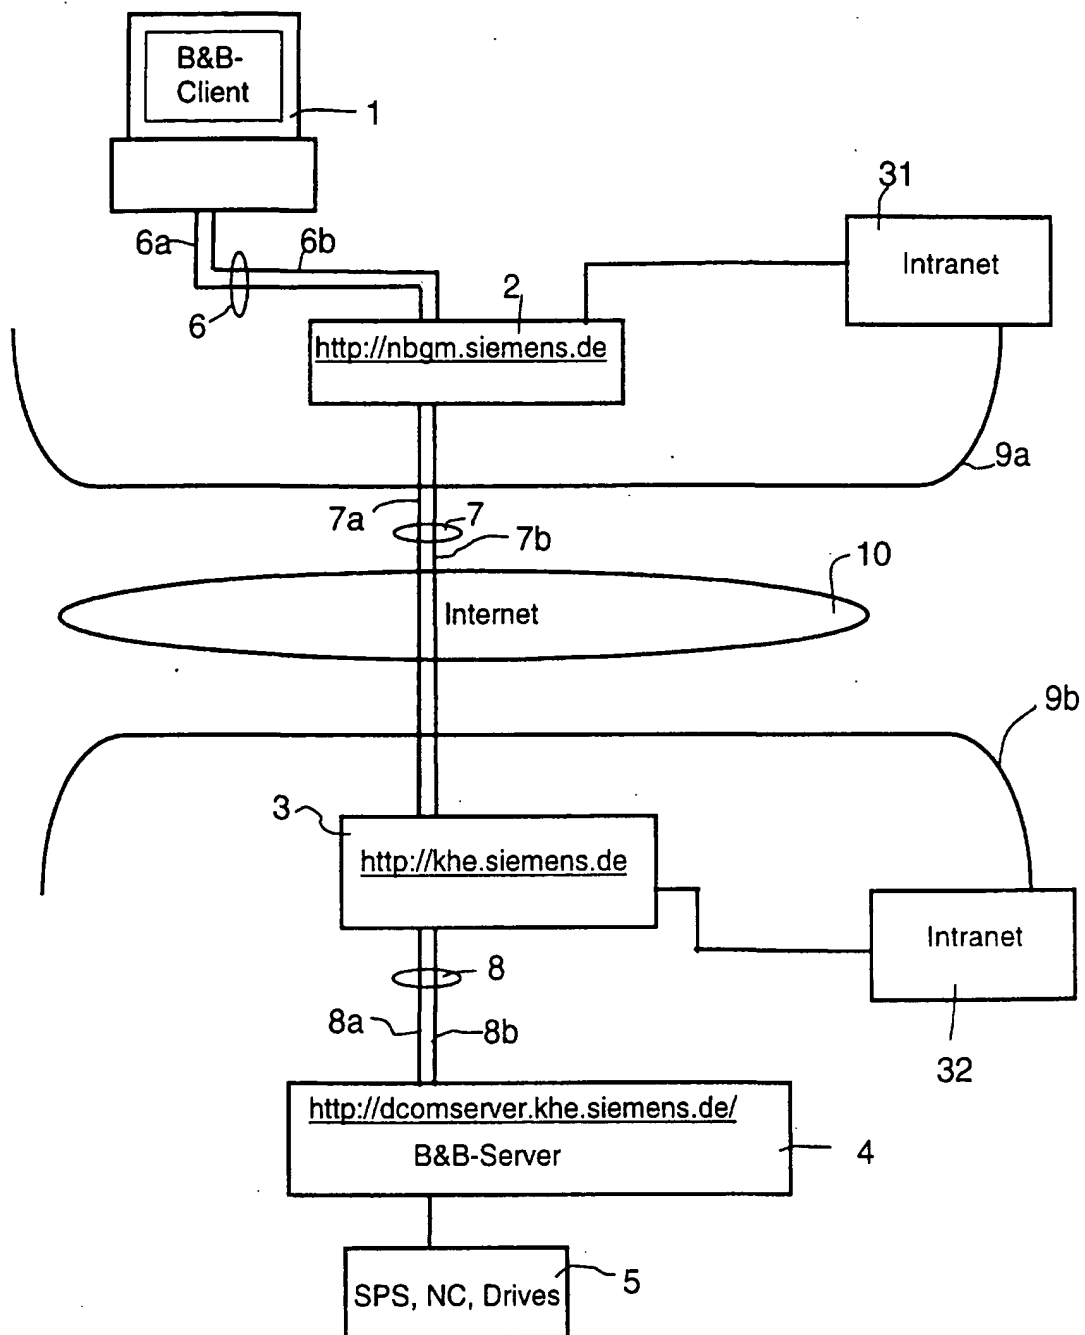 B&B-
Client
1
31
6a
6b
Intranet
2
6
http://nbgm.siemens.de
9a
7a
7
7b
10
Internet
9b
3
http://khe.siemens.de
Intranet
8
8a
8b
32
http://dcomserver.khe.siemens.de/
B&B-Server
4
5
SPS, NC, Drives